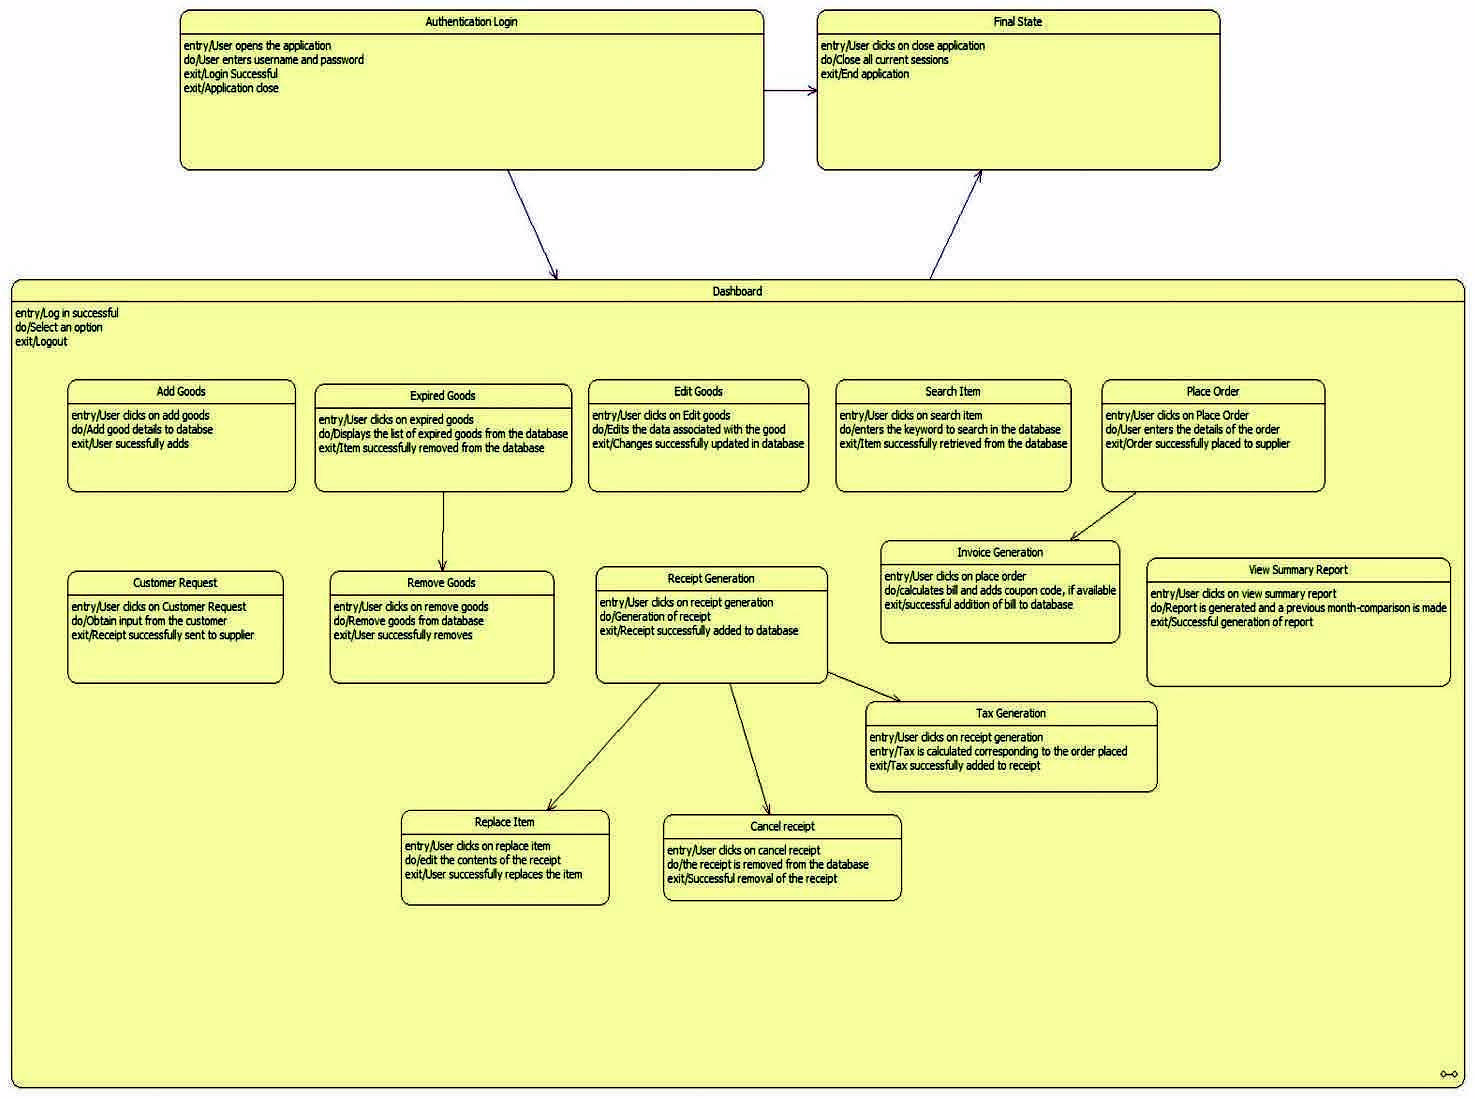 Authentication Login
entry/User opens the application
do/User enters username and password
exit/Login Successful
exit/Application close
Final State
entry/User clicks on close application
do/Close all current sessions
exit/End application
Dashboard
entry/Log in successful
do/Select an option
exit/Logout
Add Goods
entry/User clicks on add goods
do/Add good details to databse
exit/User sucessfully adds
Expired Goods
entry/User clicks on expired goods
do/Displays the list of expired goods from the database
exit/Item successfully removed from the database
Edit Goods
entry/User clicks on Edit goods
do/Edits the data associated with the good
exit/Changes successfully updated in database
Search Item
entry/User clicks on search item
do/enters the keyword to search in the database
exit/Item successfully retrieved from the database
Place Order
entry/User clicks on Place Order
do/User enters the details of the order
exit/Order successfully placed to supplier
Customer Request
entry/User clicks on Customer Request
do/Obtain input from the customer
exit/Receipt successfully sent to supplier
Remove Goods
entry/User clicks on remove goods
do/Remove goods from database
exit/User successfully removes
Receipt Generation
entry/User clicks on receipt generation
do/Generation of receipt
exit/Receipt successfully added to database
Invoice Generation
entry/User clicks on place order
do/calculates bill and adds coupon code, if available
exit/successful addition of bill to database
View Summary Report
entry/User clicks on view summary report
do/Report is generated and a previous month-comparison is made
exit/Successful generation of report
Tax Generation
entry/User clicks on receipt generation
entry/Tax is calculated corresponding to the order placed
exit/Tax successfully added to receipt
Replace Item
entry/User clicks on replace item
do/edit the contents of the receipt
exit/User successfully replaces the item
Cancel receipt
entry/User clicks on cancel receipt
do/the receipt is removed from the database
exit/Successful removal of the receipt